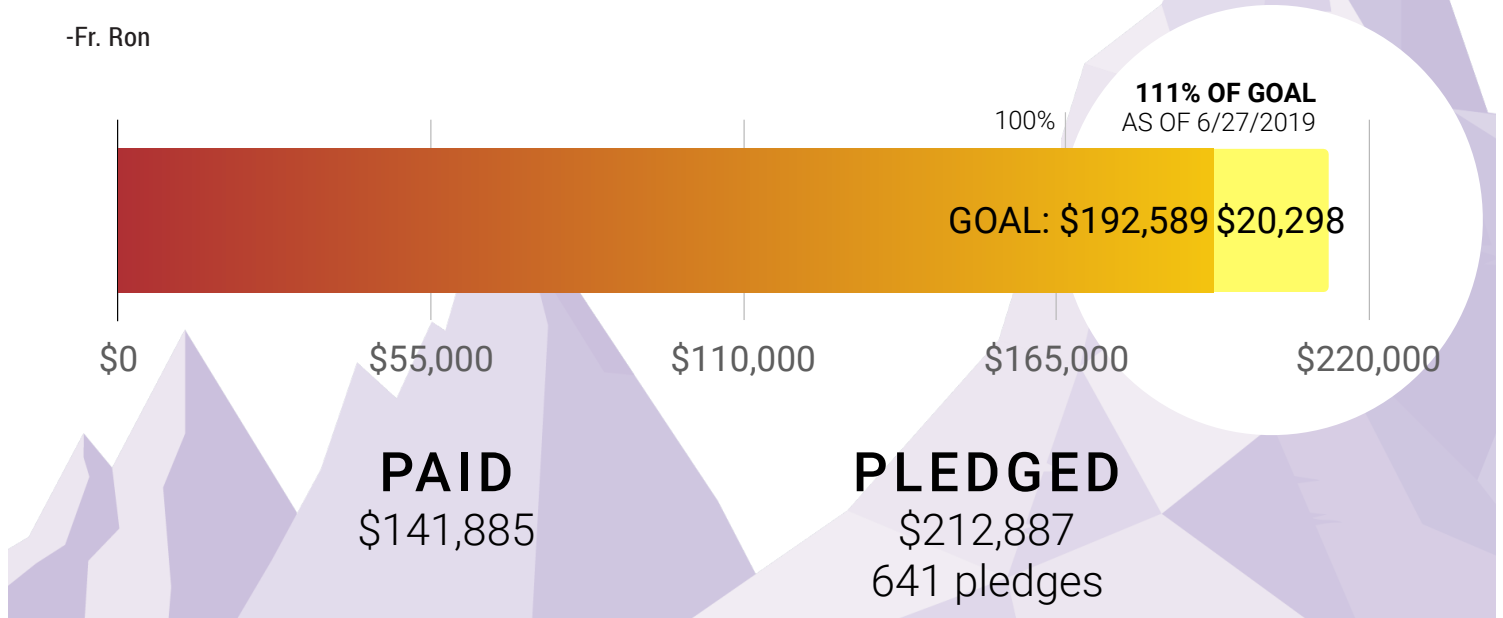 -Fr. Ron
111% OF GOAL
100%
AS OF 6/27/2019
GOAL: $192,589 $20,298
$0 $55,000 $110,000 $165,000 $220,000
PAID
$141,885
PLEDGED
$212,887
641 pledges